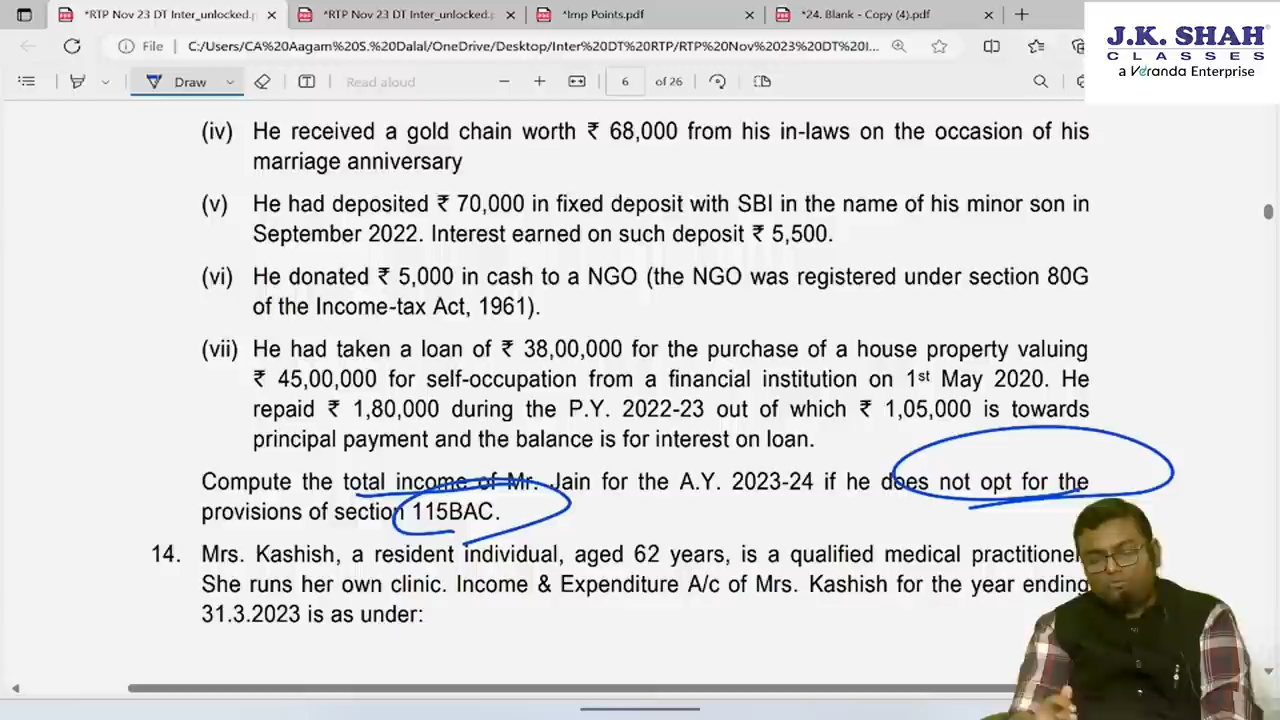 *RTP Nov 23 DT Inter_unlocked.p
*RTP Nov 23 DT Inter_unlocked.p
*Imp Points.pdf
*24. Blank - Copy (4).pdf
File
C:/Users/CA%20Aagam%20S.%20Dalal/OneDrive/Desktop/Inter%20DT%20RTP/RTP%20Nov%2023%20DT%20I...
J.K. SHAH
CLASSES
a Veranda Enterprise
Draw
Read aloud
6
of 26
(iv) He received a gold chain worth ₹ 68,000 from his in-laws on the occasion of his
marriage anniversary
(v) He had deposited ₹ 70,000 in fixed deposit with SBI in the name of his minor son in
September 2022. Interest earned on such deposit ₹ 5,500.
(vi) He donated ₹ 5,000 in cash to a NGO (the NGO was registered under section 80G
of the Income-tax Act, 1961).
(vii) He had taken a loan of ₹ 38,00,000 for the purchase of a house property valuing
₹ 45,00,000 for self-occupation from a financial institution on 1st May 2020. He
repaid ₹ 1,80,000 during the P.Y. 2022-23 out of which ₹ 1,05,000 is towards
principal payment and the balance is for interest on loan.
Compute the total income of Mr. Jain for the A.Y. 2023-24 if he does not opt for the
provisions of section 115BAC.
14. Mrs. Kashish, a resident individual, aged 62 years, is a qualified medical practitioner.
She runs her own clinic. Income & Expenditure A/c of Mrs. Kashish for the year ending
31.3.2023 is as under: